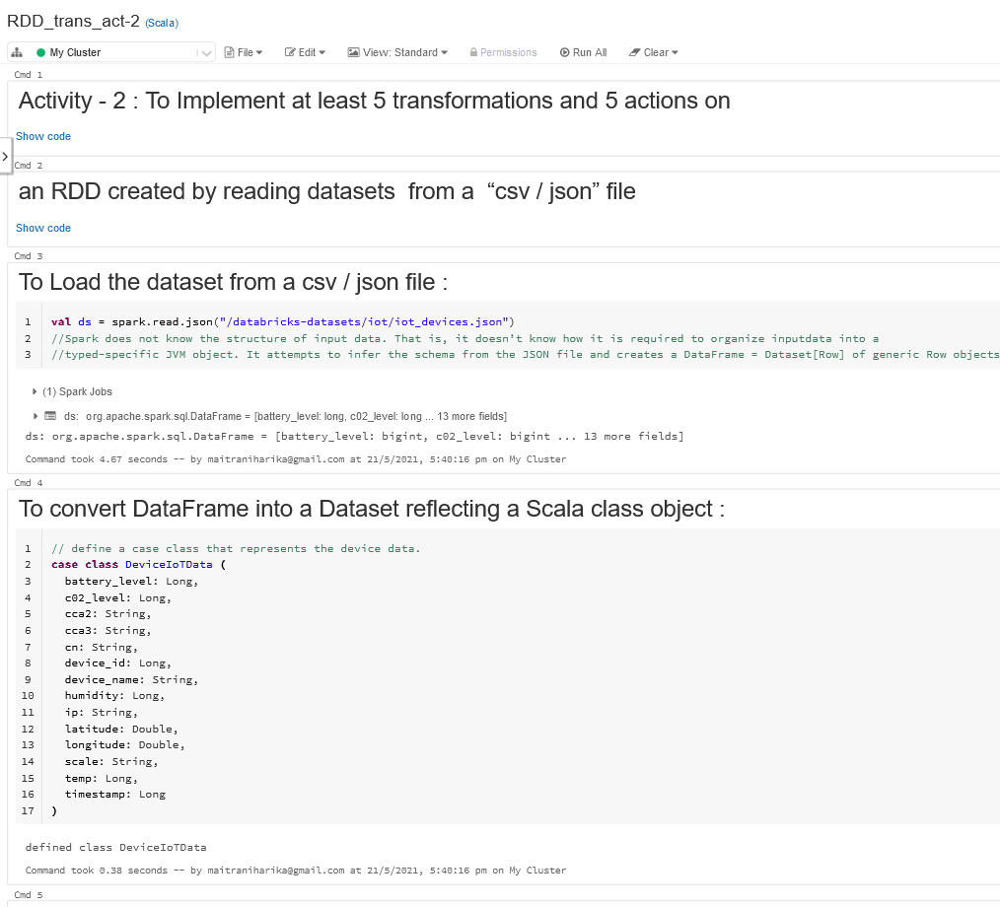 RDD_trans_act-2 (Scala)
My Cluster File Edit View: Standard Permissions Run All Clear
Cmd 1
Activity - 2 : To Implement at least 5 transformations and 5 actions on
Show code
Cmd 2
an RDD created by reading datasets from a “csv / json” file
Show code
Cmd 3
To Load the dataset from a csv / json file :
1 val ds = spark.read.json("/databricks-datasets/iot/iot_devices.json")
2 //Spark does not know the structure of input data. That is, it doesn’t know how it is required to organize inputdata into a
3 //typed-specific JVM object. It attempts to infer the schema from the JSON file and creates a DataFrame = Dataset[Row] of generic Row objects
(1) Spark Jobs
ds: org.apache.spark.sql.DataFrame = [battery_level: long, c02_level: long ... 13 more fields]
ds: org.apache.spark.sql.DataFrame = [battery_level: bigint, c02_level: bigint ... 13 more fields]
Command took 4.67 seconds -- by maitraniharika@gmail.com at 21/5/2021, 5:40:16 pm on My Cluster
Cmd 4
To convert DataFrame into a Dataset reflecting a Scala class object :
1 // define a case class that represents the device data.
2 case class DeviceIoTData (
3 battery_level: Long,
4 c02_level: Long,
5 cca2: String,
6 cca3: String,
7 cn: String,
8 device_id: Long,
9 device_name: String,
10 humidity: Long,
11 ip: String,
12 latitude: Double,
13 longitude: Double,
14 scale: String,
15 temp: Long,
16 timestamp: Long
17 )
defined class DeviceIoTData
Command took 0.38 seconds -- by maitraniharika@gmail.com at 21/5/2021, 5:40:16 pm on My Cluster
Cmd 5